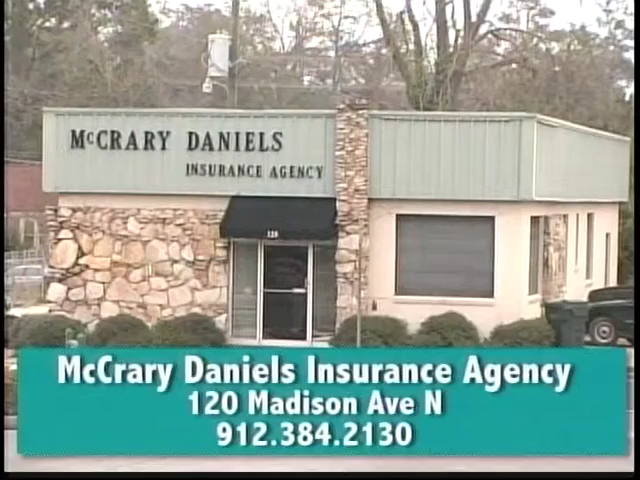 McCRARY DANIELS
INSURANCE AGENCY
120
McCrary Daniels Insurance Agency
120 Madison Ave N
912.384.2130